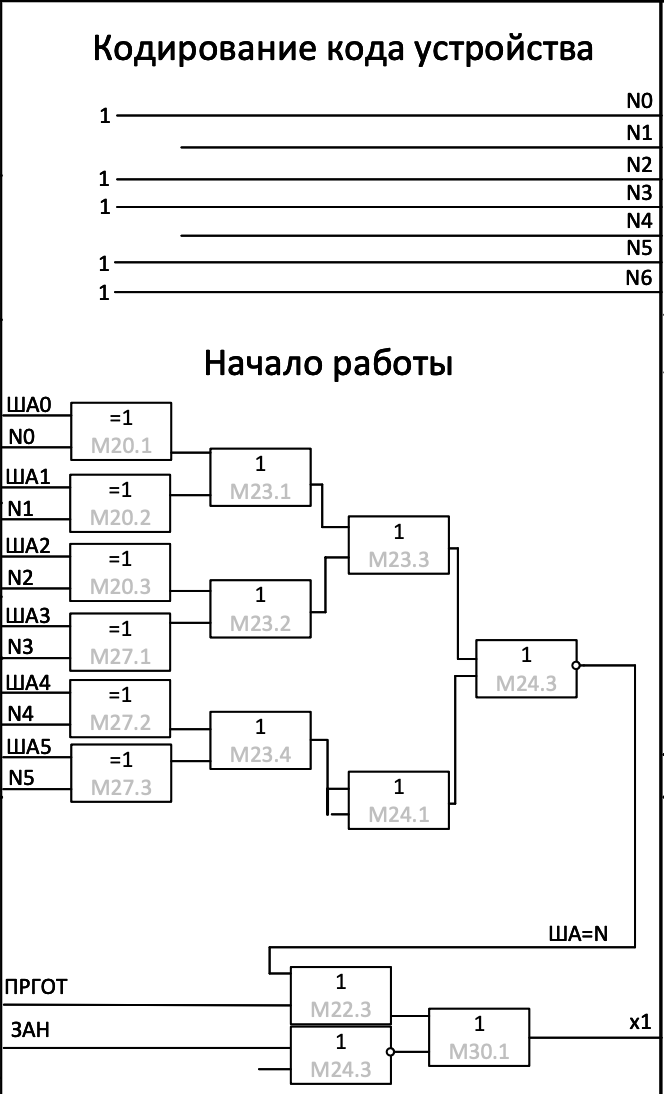 Кодирование кода устройства
N0
1
N1
N2
1
N3
1
N4
N5
1
N6
1
Начало работы
ША0
=1
N0
M20.1
1
ША1
=1
M23.1
N1
M20.2
1
ША2
=1
M23.3
N2
M20.3
1
ША3
=1
M23.2
N3
M27.1
1
ША4
=1
M24.3
N4
M27.2
1
ША5
=1
M23.4
N5
M27.3
1
M24.1
ША=N
ПРГОТ
1
M22.3
ЗАН
1
x1
1
M30.1
M24.3